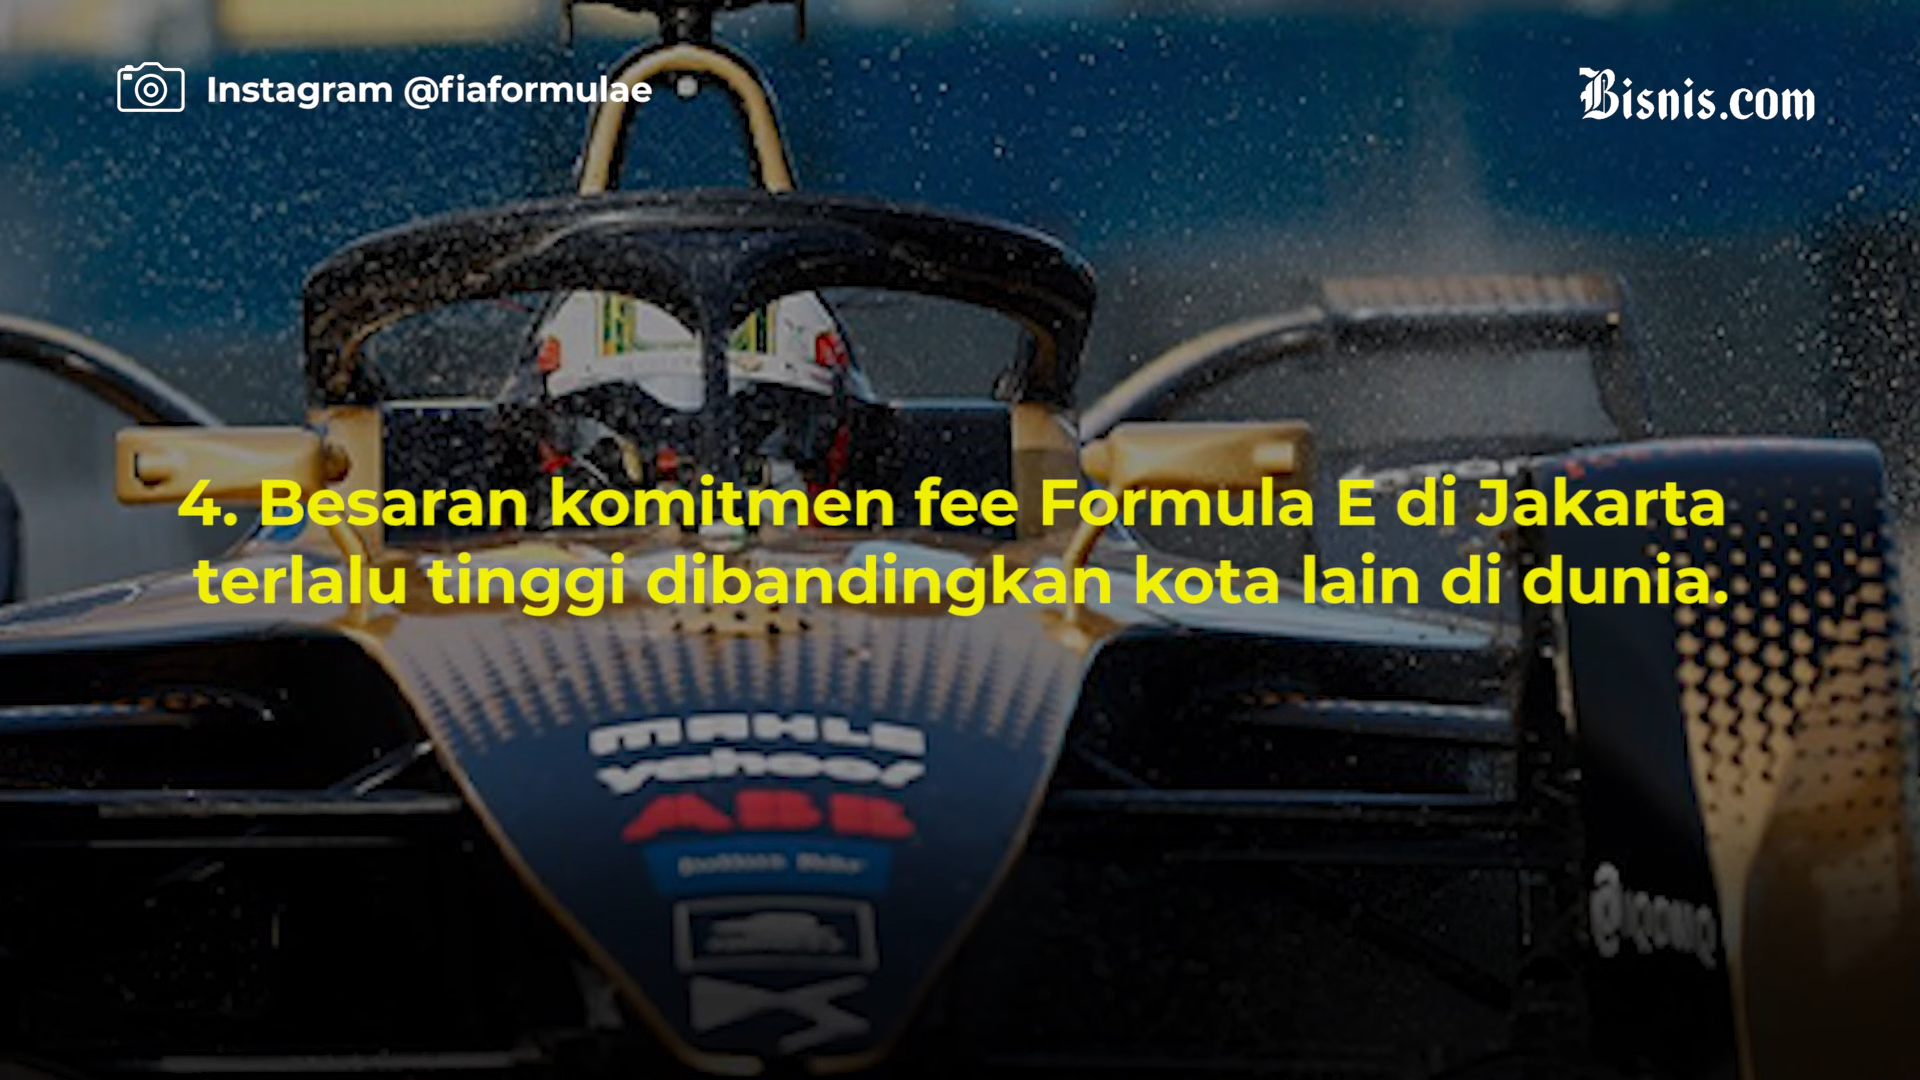 Instagram @fiaformulae
Bisnis.com
4. Besaran komitmen fee Formula E di Jakarta
terlalu tinggi dibandingkan kota lain di dunia.
MAHLE
yahoo!
ABB